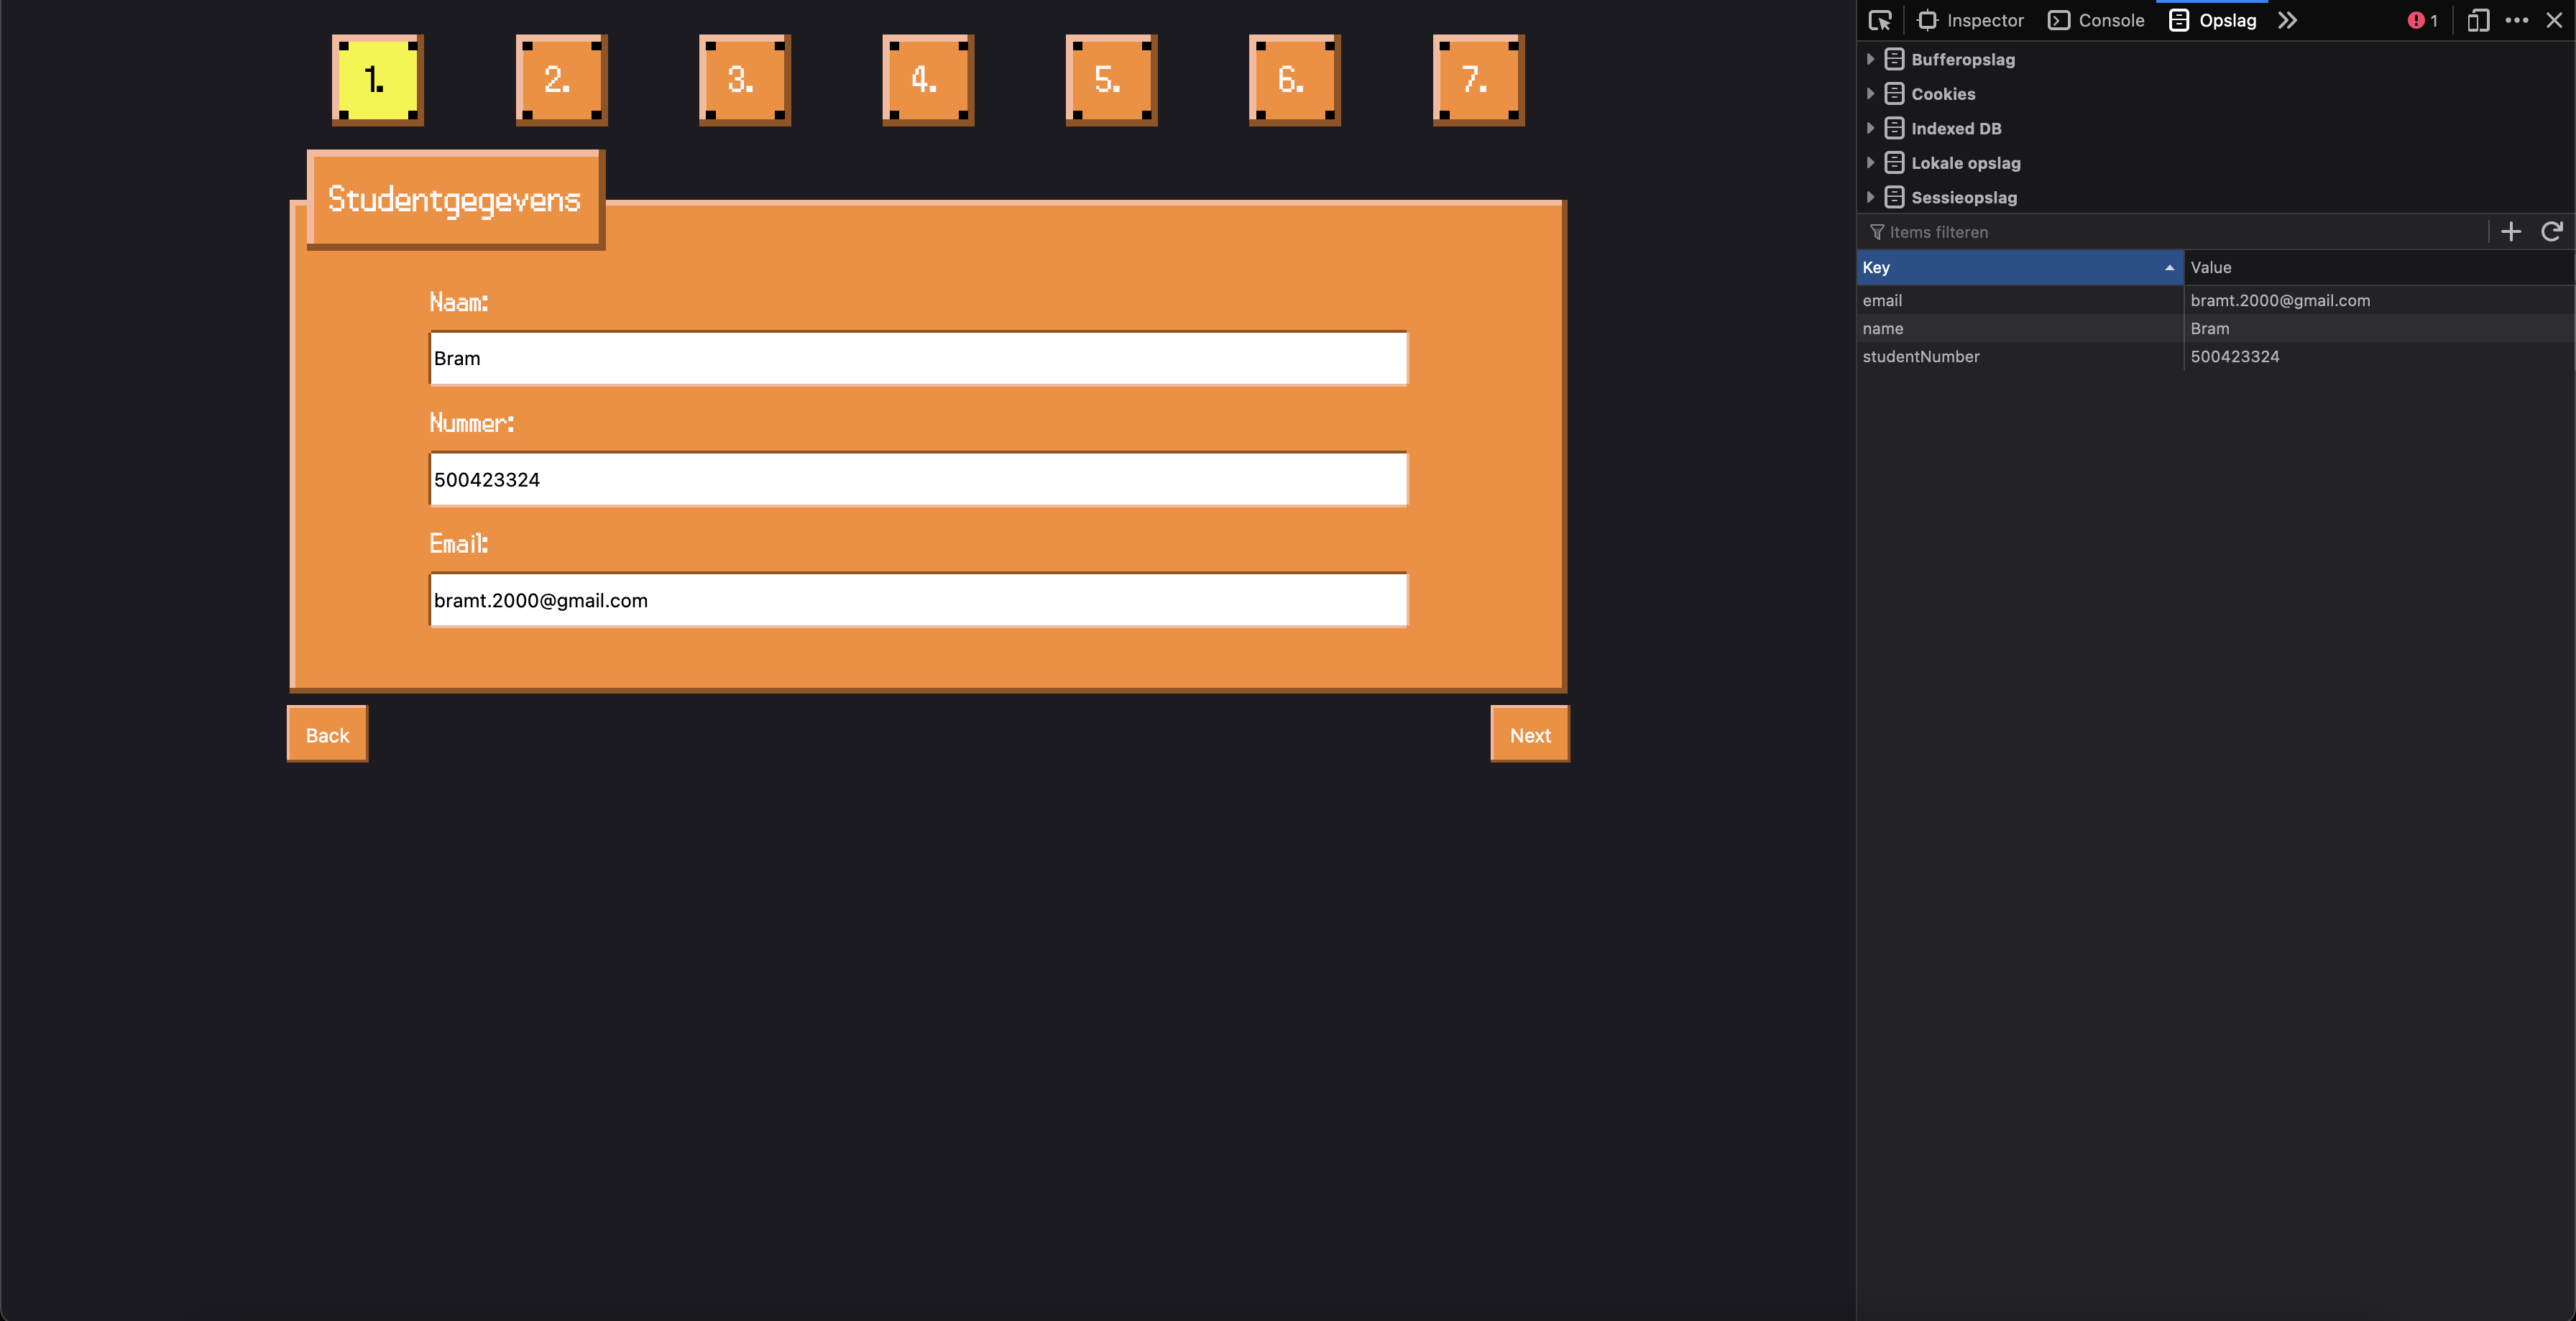 1. 2. 3. 4. 5. 6. 7.
Studentgegevens
Naam:
Bram
Nummer:
500423324
Email:
bramt.2000@gmail.com
Back
Next
Inspector Console Opslag 1
Bufferopslag
Cookies
Indexed DB
Lokale opslag
Sessieopslag
Items filteren
Key Value
email bramt.2000@gmail.com
name Bram
studentNumber 500423324